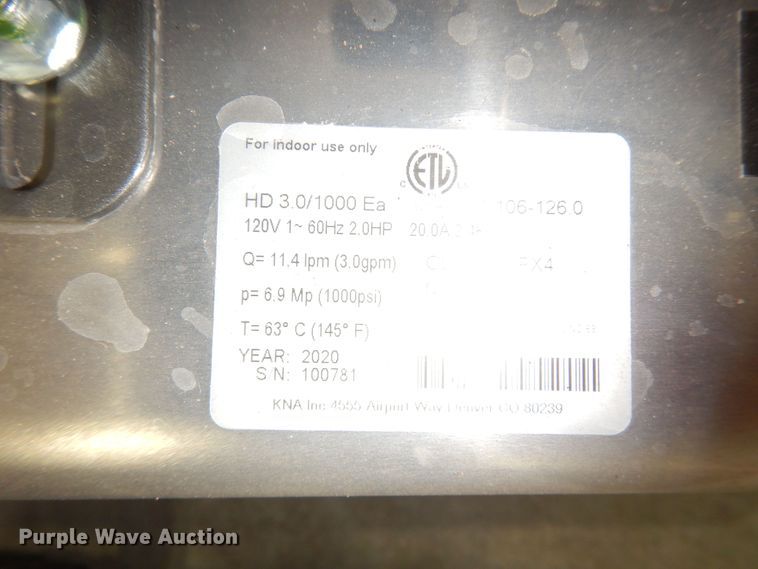 For indoor use only
ETL
HD 3.0/1000 Ea 106-126.0
120V 1~ 60Hz 2.0HP 20.0A
Q= 11.4 lpm (3.0gpm)
p= 6.9 Mp (1000psi)
T= 63° C (145° F)
YEAR: 2020
S/N: 100781
KNA Inc 4555 Airport Way Denver CO 80239
Purple Wave Auction